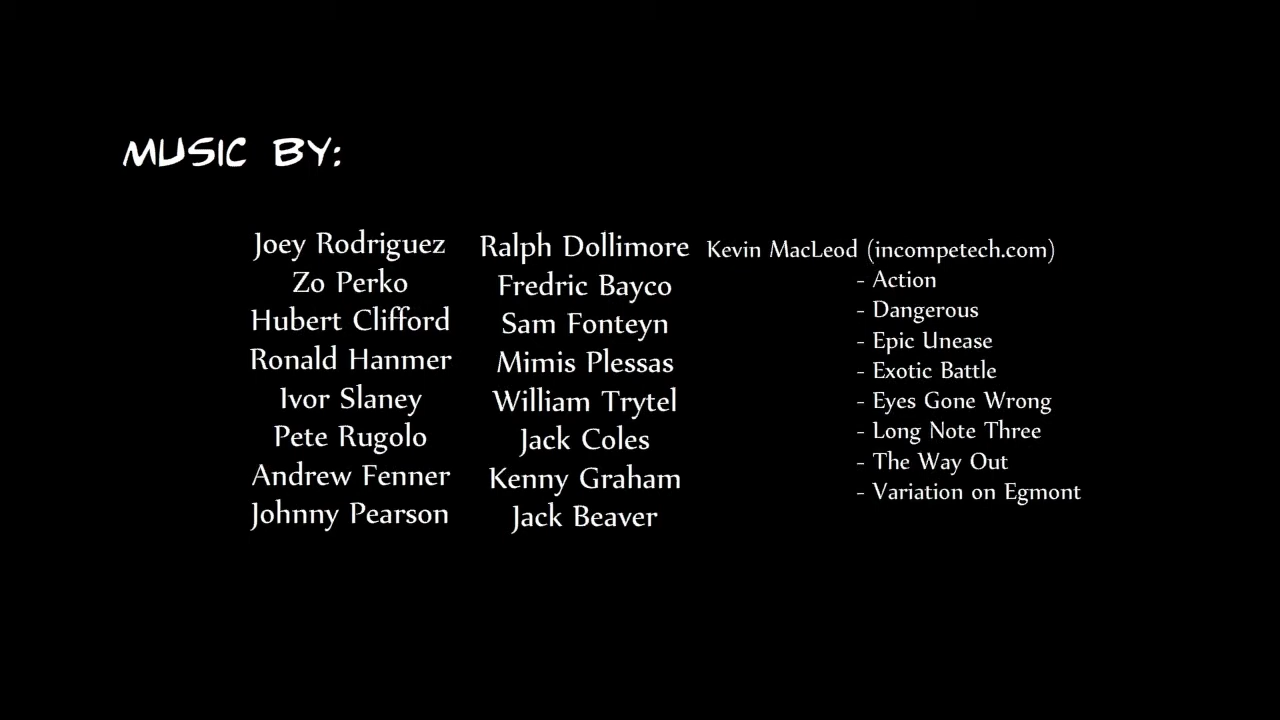 MUSIC BY:
Joey Rodriguez
Zo Perko
Hubert Clifford
Ronald Hanmer
Ivor Slaney
Pete Rugolo
Andrew Fenner
Johnny Pearson
Ralph Dollimore
Fredric Bayco
Sam Fonteyn
Mimis Plessas
William Trytel
Jack Coles
Kenny Graham
Jack Beaver
Kevin MacLeod (incompetech.com)
- Action
- Dangerous
- Epic Unease
- Exotic Battle
- Eyes Gone Wrong
- Long Note Three
- The Way Out
- Variation on Egmont